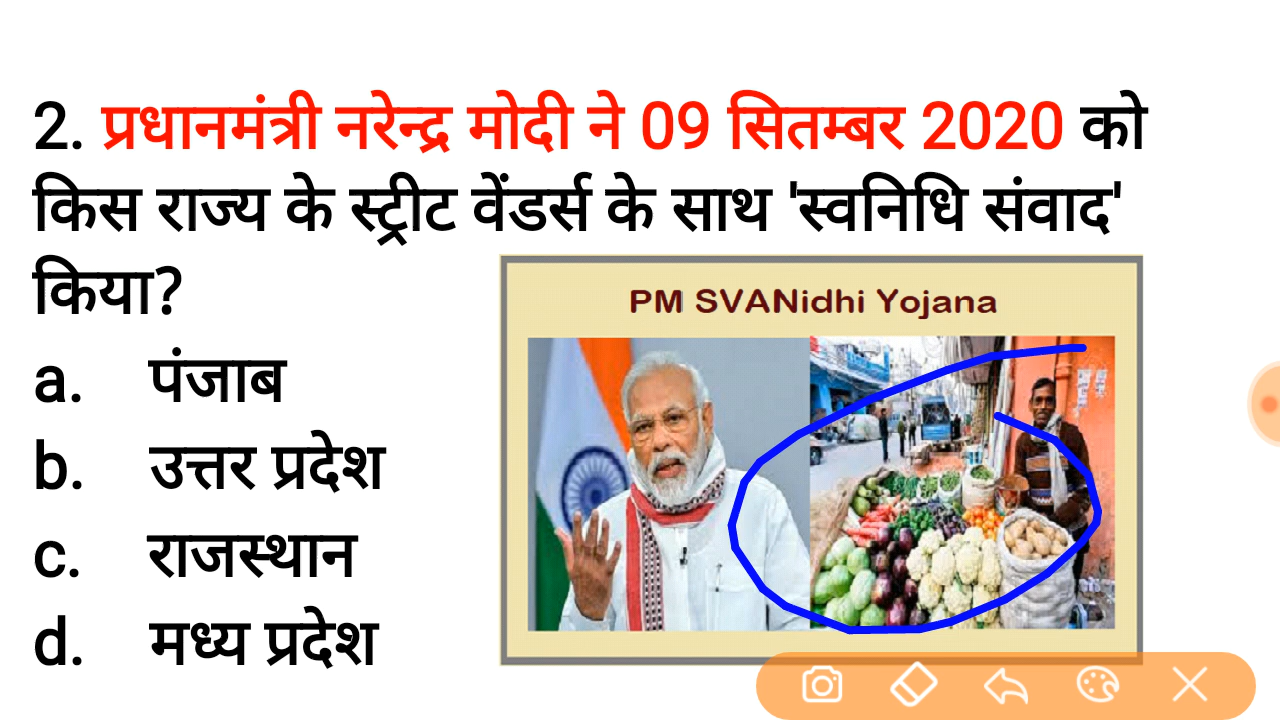 2. प्रधानमंत्री नरेन्द्र मोदी ने 09 सितम्बर 2020 को
किस राज्य के स्ट्रीट वेंडर्स के साथ 'स्वनिधि संवाद'
किया?
PM SVANidhi Yojana
a. पंजाब
b. उत्तर प्रदेश
c. राजस्थान
d. मध्य प्रदेश